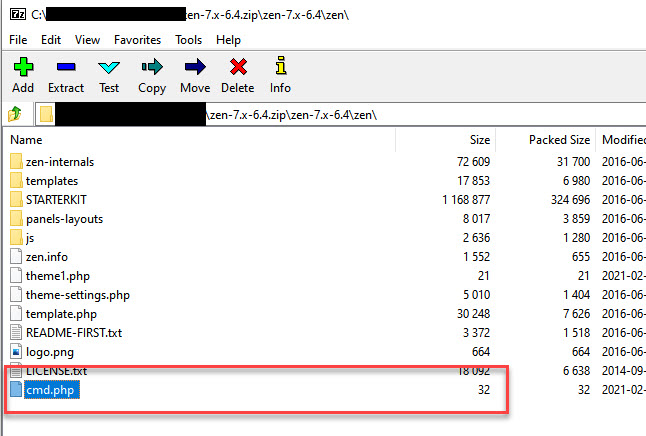 7z C:\ zen-7.x-6.4.zip\zen-7.x-6.4\zen\
File Edit View Favorites Tools Help
Add Extract Test Copy Move Delete Info
\zen-7.x-6.4.zip\zen-7.x-6.4\zen\
Name Size Packed Size Modified
zen-internals 72 609 31 700 2016-06-
templates 17 853 6 980 2016-06-
STARTERKIT 1 168 877 324 696 2016-06-
panels-layouts 8 017 3 859 2016-06-
js 2 636 1 280 2016-06-
zen.info 1 552 655 2016-06-
theme1.php 21 21 2021-02-
theme-settings.php 5 010 1 404 2016-06-
template.php 30 248 7 626 2016-06-
README-FIRST.txt 3 372 1 518 2016-06-
logo.png 664 664 2016-06-
LICENSE.txt 18 092 6 638 2014-09-
cmd.php 32 32 2021-02-